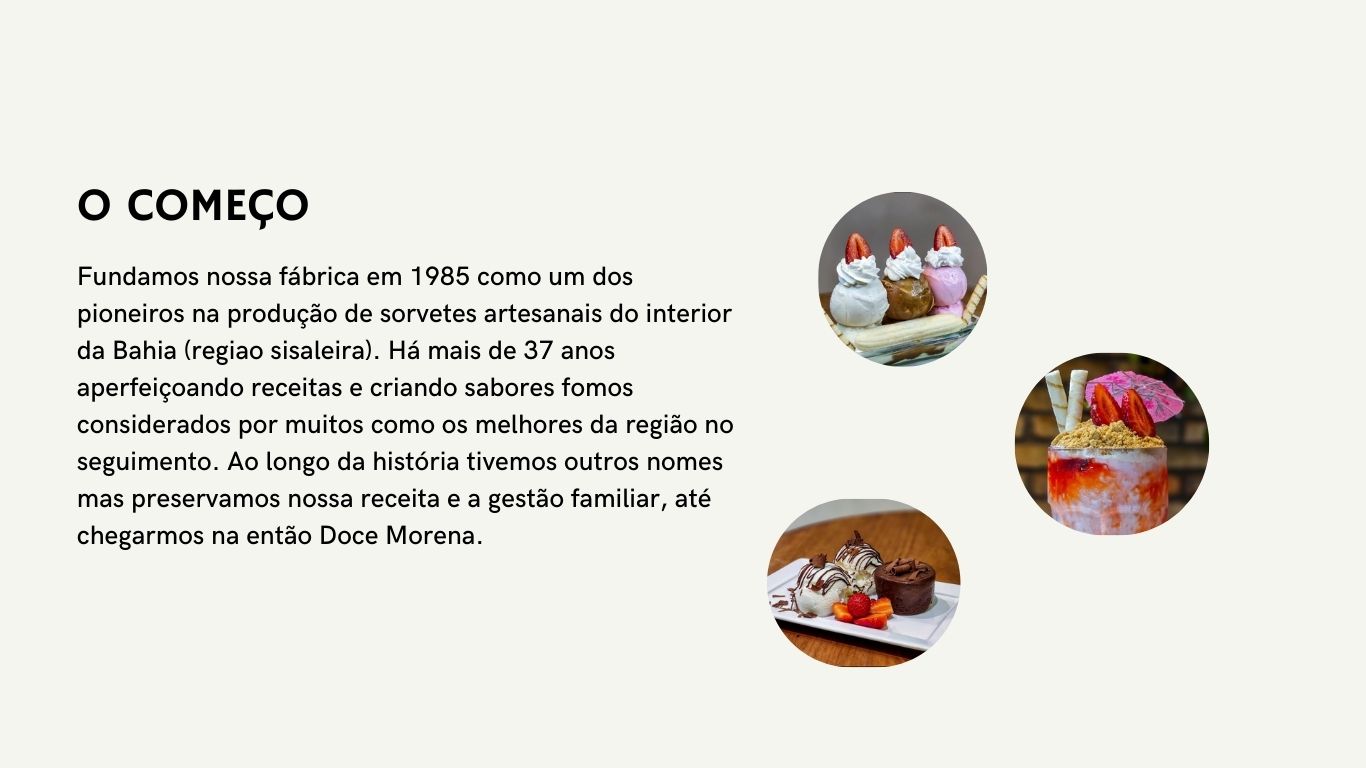 O COMEÇO
Fundamos nossa fábrica em 1985 como um dos
pioneiros na produção de sorvetes artesanais do interior
da Bahia (regiao sisaleira). Há mais de 37 anos
aperfeiçoando receitas e criando sabores fomos
considerados por muitos como os melhores da região no
seguimento. Ao longo da história tivemos outros nomes
mas preservamos nossa receita e a gestão familiar, até
chegarmos na então Doce Morena.